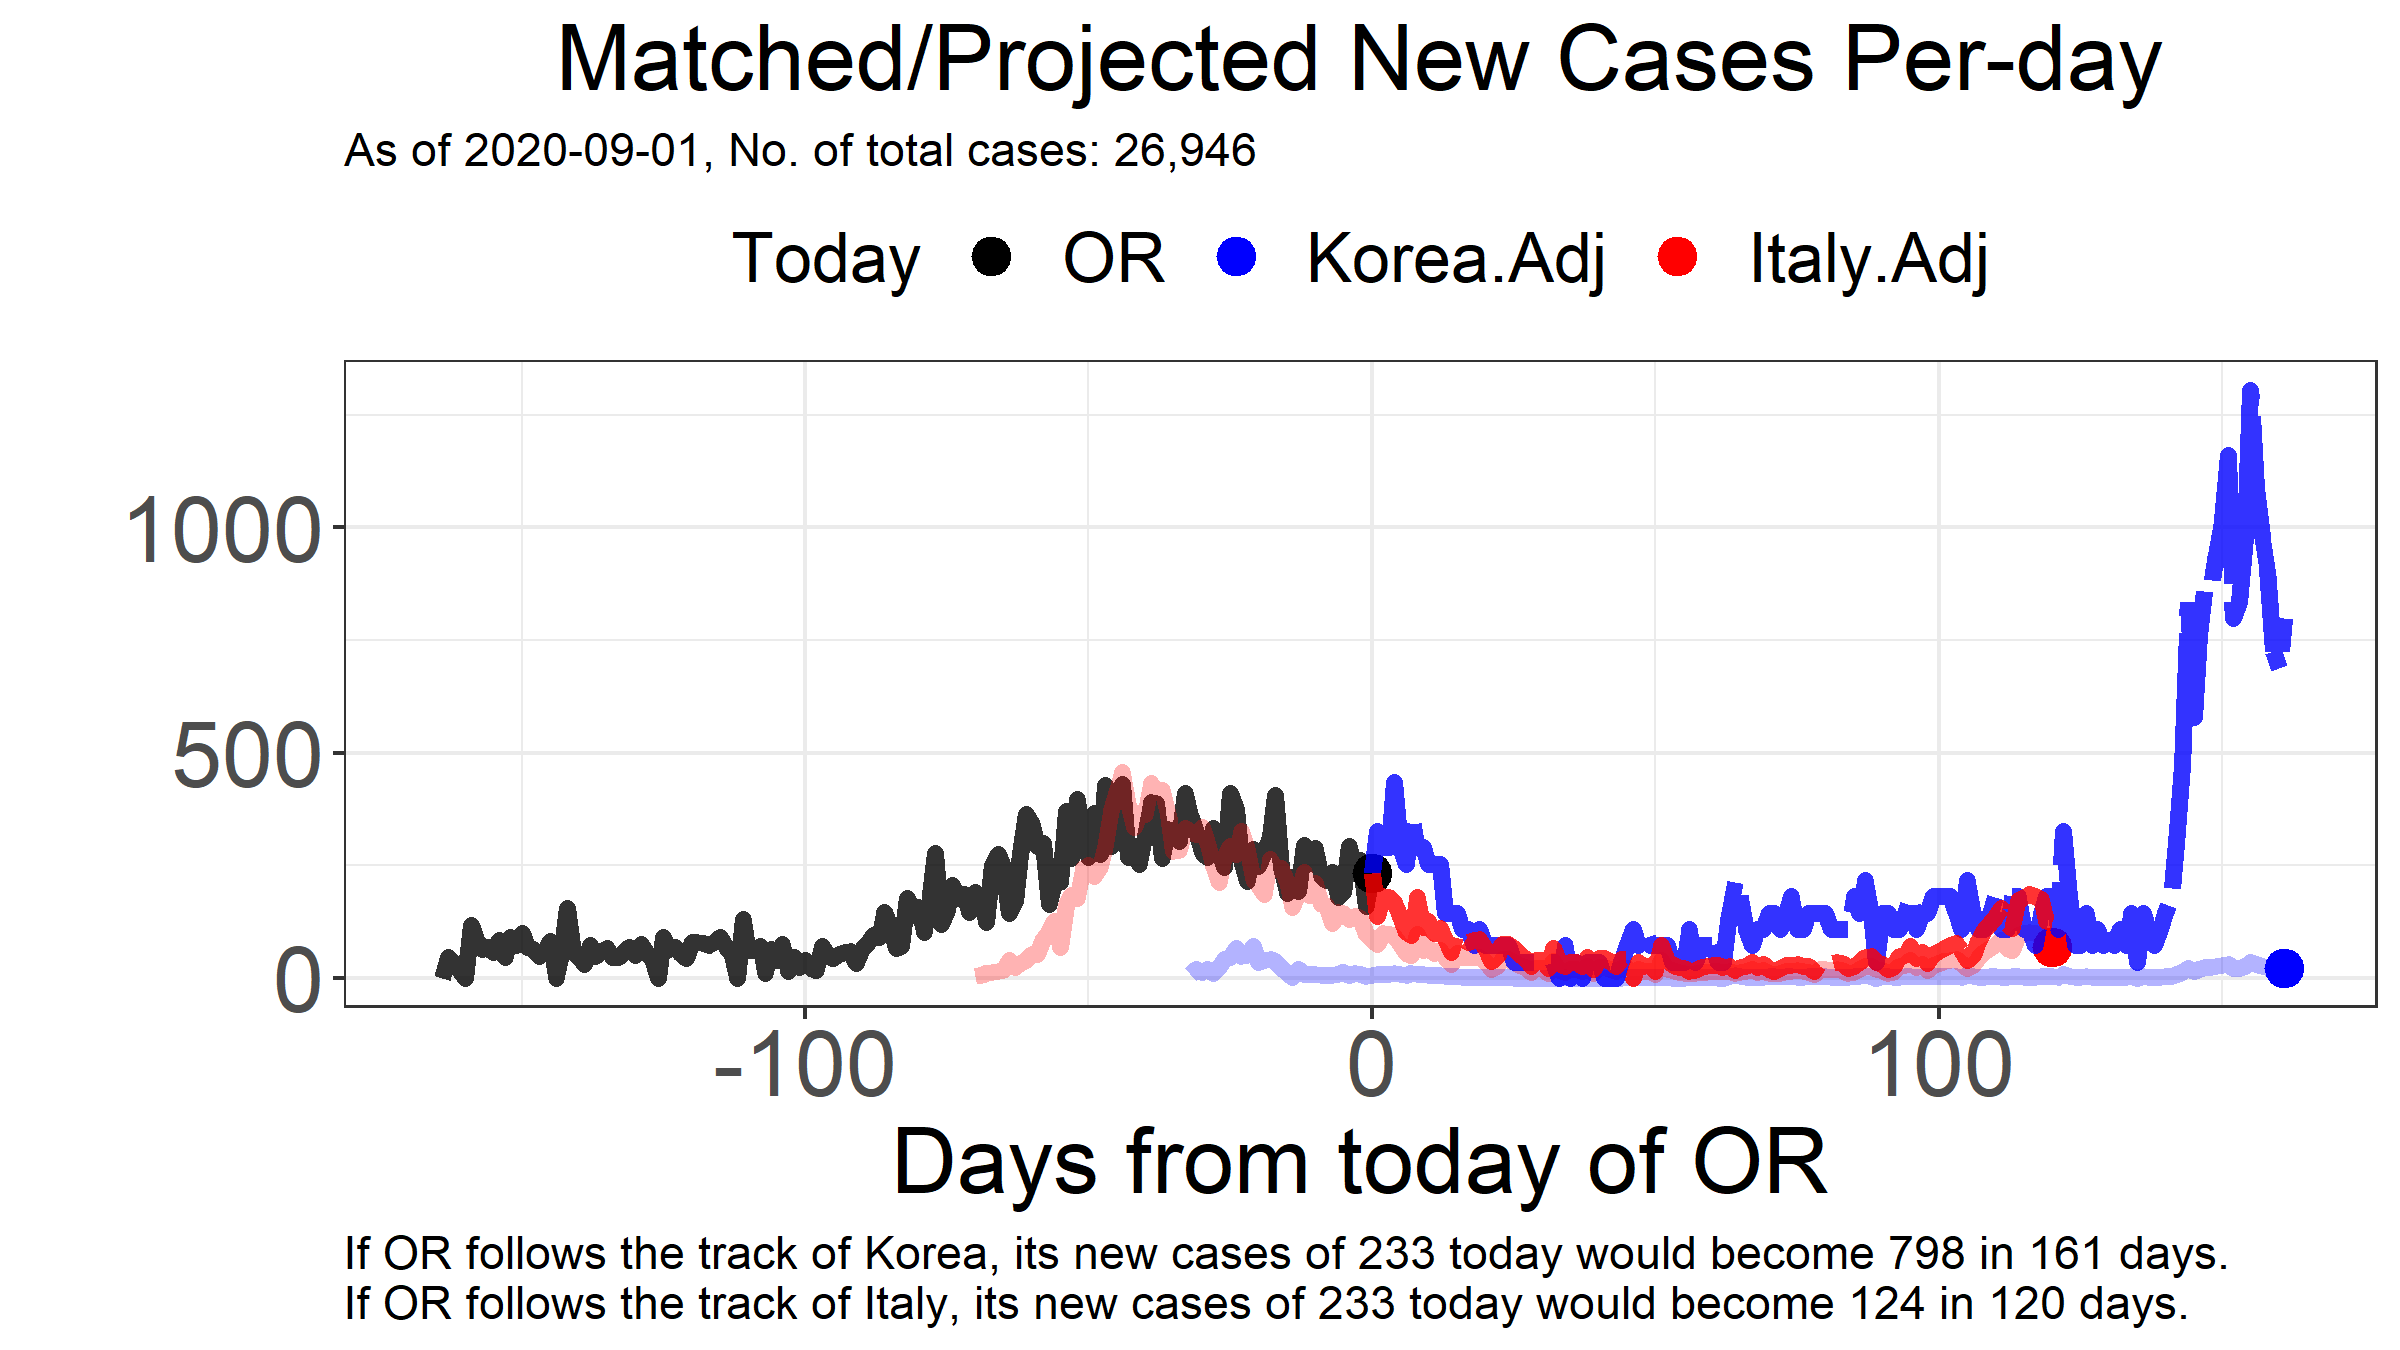 Matched/Projected New Cases Per-day
As of 2020-09-01, No. of total cases: 26,946
Today OR Korea.Adj Italy.Adj
1000
500
0
-100 0 100
Days from today of OR
If OR follows the track of Korea, its new cases of 233 today would become 798 in 161 days.
If OR follows the track of Italy, its new cases of 233 today would become 124 in 120 days.